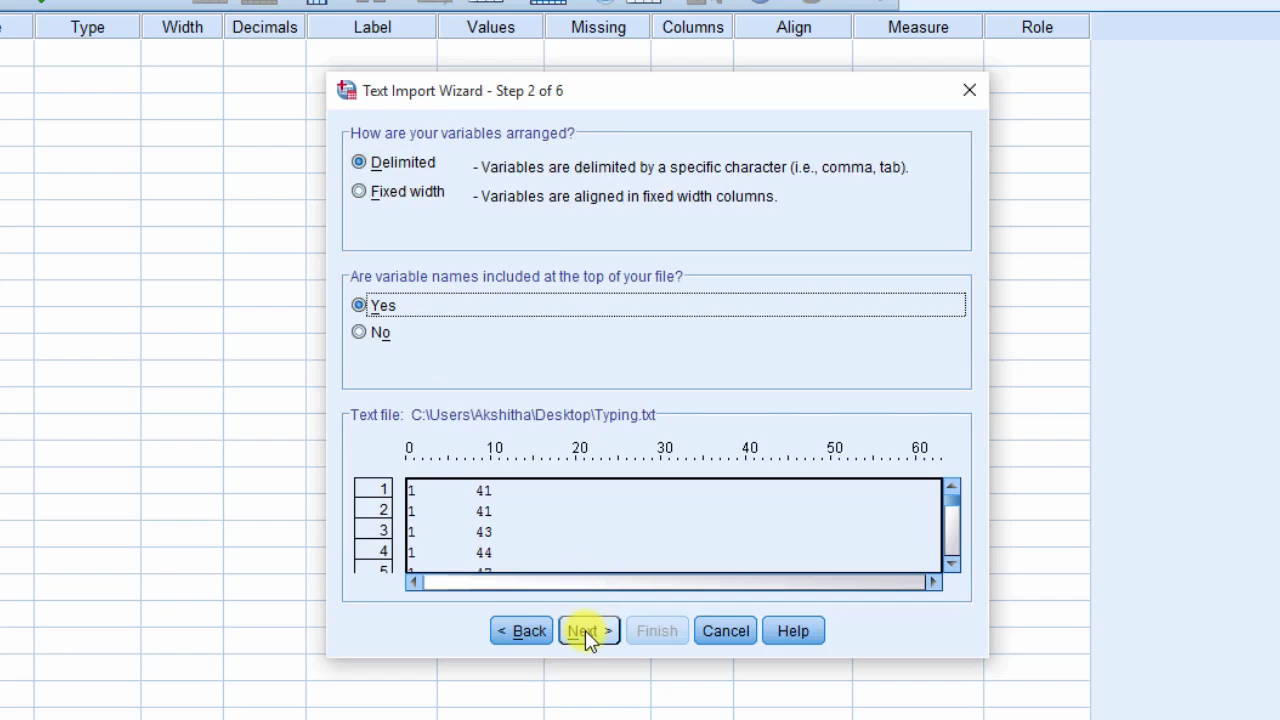 Type Width Decimals Label Values Missing Columns Align Measure Role
Text Import Wizard - Step 2 of 6
How are your variables arranged?
Delimited - Variables are delimited by a specific character (i.e., comma, tab).
Fixed width - Variables are aligned in fixed width columns.
Are variable names included at the top of your file?
Yes
No
Text file: C:\Users\Akshitha\Desktop\Typing.txt
0 10 20 30 40 50 60
1 1 41
2 1 41
3 1 43
4 1 44
5 1 47
< Back Next > Finish Cancel Help